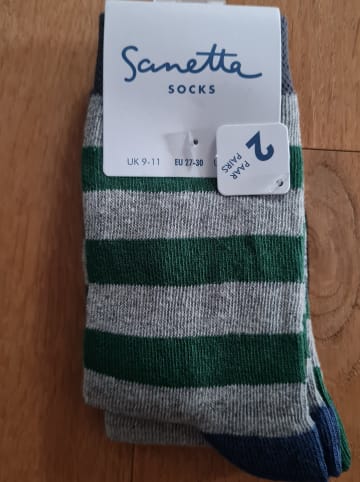 Sanetta
SOCKS
UK 9-11 EU 27-30
2
PAAR
PAIRS